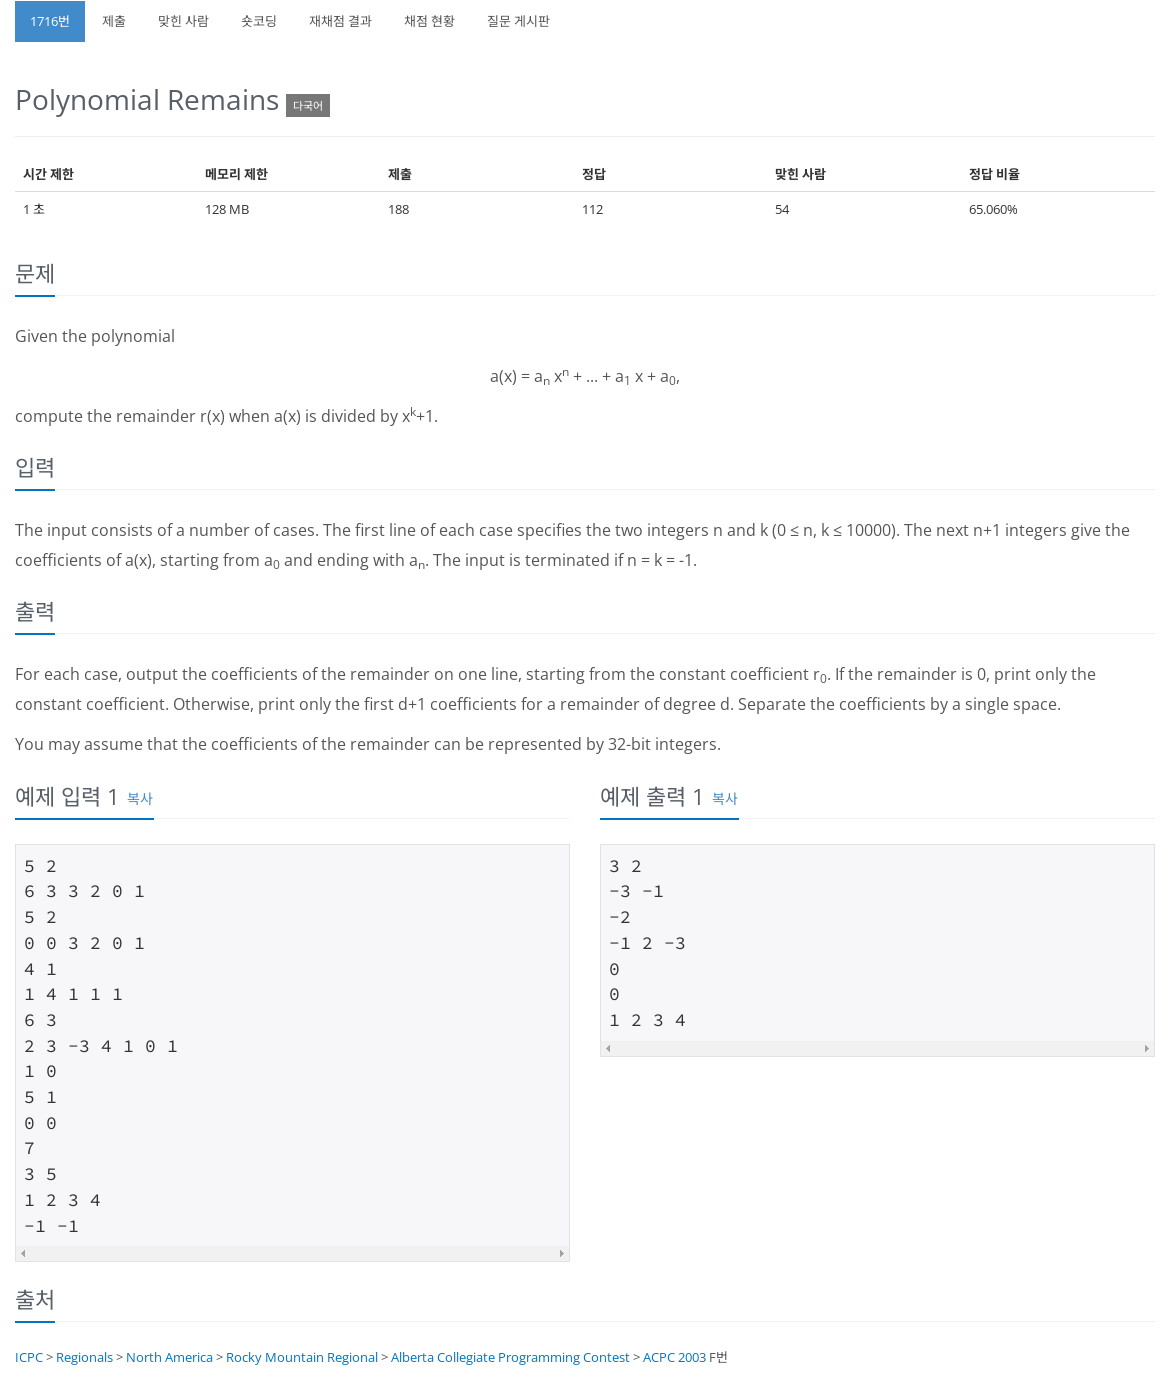 1716번 제출 맞힌 사람 숏코딩 재채점 결과 채점 현황 질문 게시판
Polynomial Remains 다국어
시간 제한 메모리 제한 제출 정답 맞힌 사람 정답 비율
1 초 128 MB 188 112 54 65.060%
문제
Given the polynomial
a(x) = aₙ xⁿ + ... + a₁ x + a₀,
compute the remainder r(x) when a(x) is divided by xᵏ+1.
입력
The input consists of a number of cases. The first line of each case specifies the two integers n and k (0 ≤ n, k ≤ 10000). The next n+1 integers give the
coefficients of a(x), starting from a₀ and ending with aₙ. The input is terminated if n = k = -1.
출력
For each case, output the coefficients of the remainder on one line, starting from the constant coefficient r₀. If the remainder is 0, print only the
constant coefficient. Otherwise, print only the first d+1 coefficients for a remainder of degree d. Separate the coefficients by a single space.
You may assume that the coefficients of the remainder can be represented by 32-bit integers.
예제 입력 1 복사
5 2
6 3 3 2 0 1
5 2
0 0 3 2 0 1
4 1
1 4 1 1 1
6 3
2 3 -3 4 1 0 1
1 0
5 1
0 0
7
3 5
1 2 3 4
-1 -1
예제 출력 1 복사
3 2
-3 -1
-2
-1 2 -3
0
0
1 2 3 4
출처
ICPC > Regionals > North America > Rocky Mountain Regional > Alberta Collegiate Programming Contest > ACPC 2003 F번